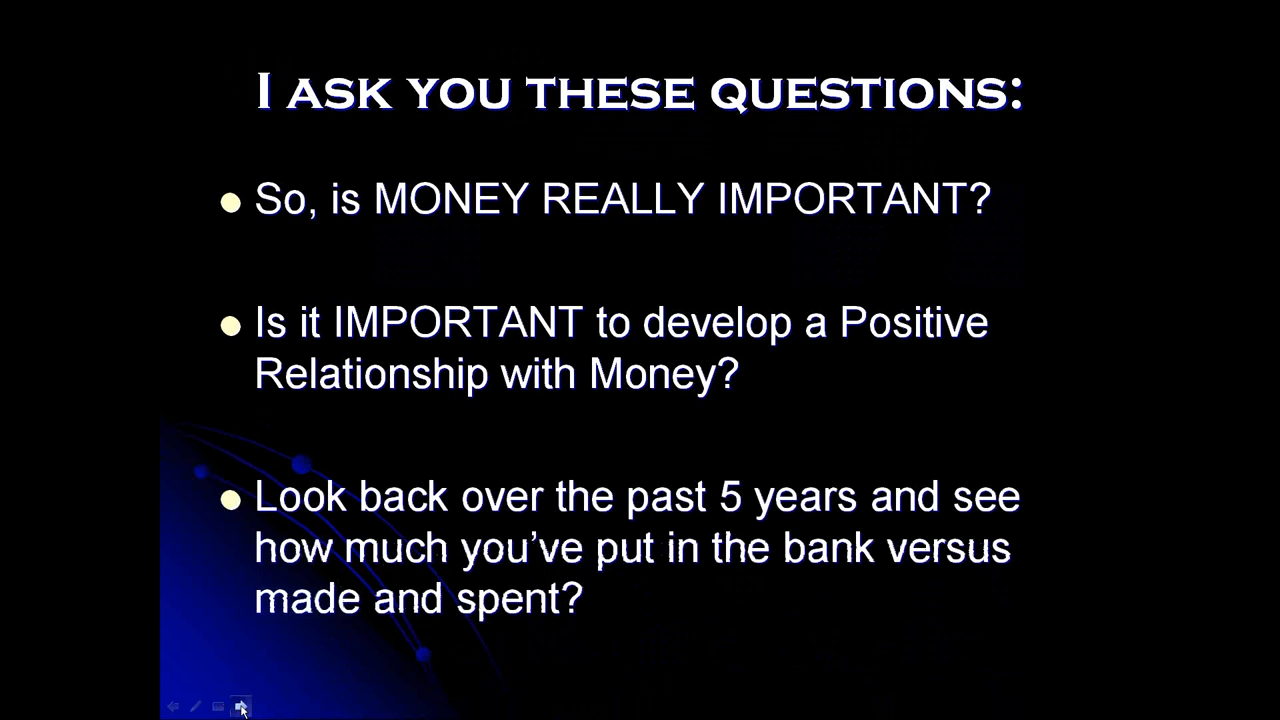 I ASK YOU THESE QUESTIONS:
So, is MONEY REALLY IMPORTANT?
Is it IMPORTANT to develop a Positive
Relationship with Money?
Look back over the past 5 years and see
how much you've put in the bank versus
made and spent?